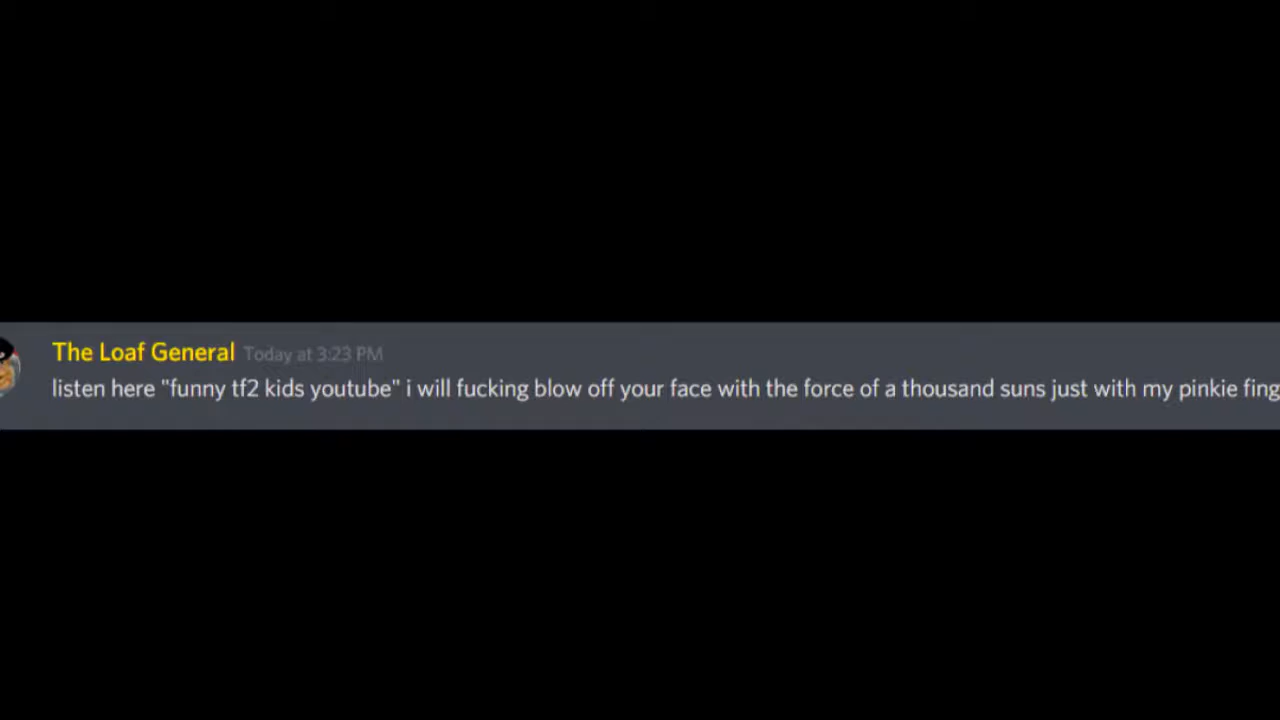 The Loaf General Today at 3:23 PM
listen here "funny tf2 kids youtube" i will fucking blow off your face with the force of a thousand suns just with my pinkie fing